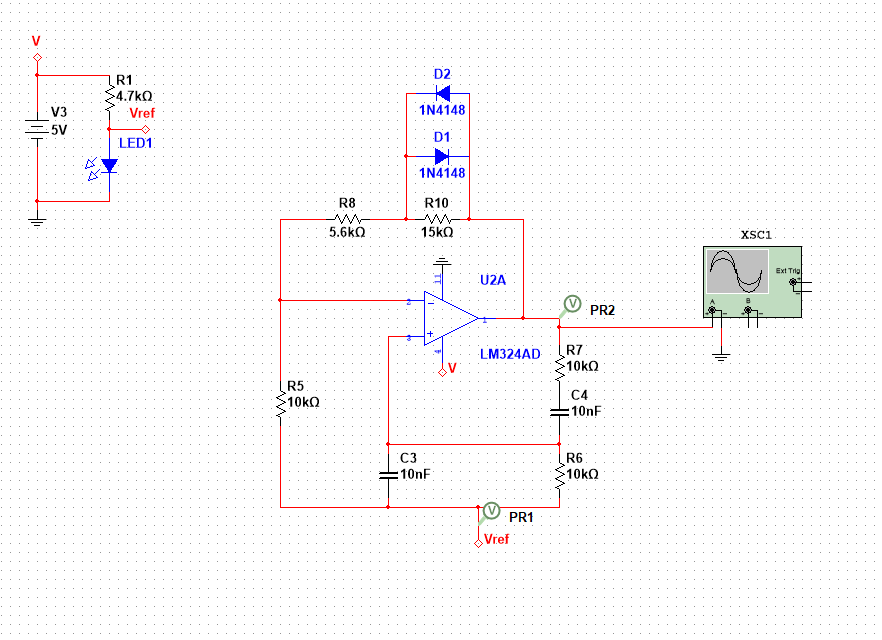 V
R1
4.7kΩ
V3
5V
Vref
LED1
D2
1N4148
D1
1N4148
R8
5.6kΩ
R10
15kΩ
11
U2A
2
3
1
4
LM324AD
V
V
PR2
XSC1
Ext Trig
A
B
R7
10kΩ
C4
10nF
R5
10kΩ
C3
10nF
R6
10kΩ
V
PR1
Vref